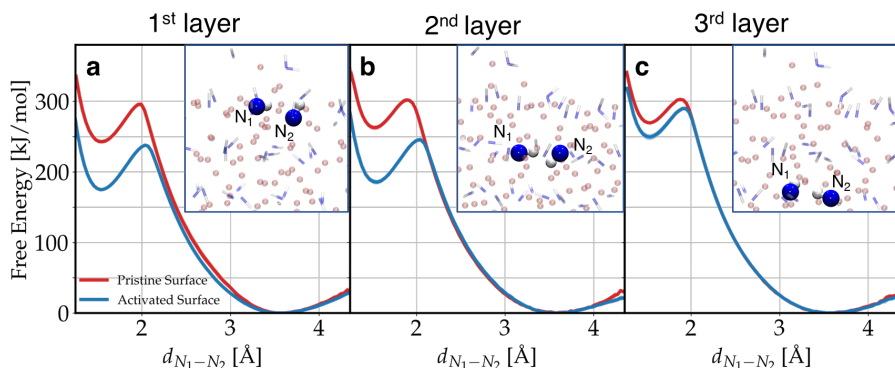 1st layer
2nd layer
3rd layer
a
b
c
N1
N2
N1
N2
N1
N2
Free Energy [kJ/mol]
300
200
100
0
Pristine Surface
Activated Surface
2
3
4
2
3
4
2
3
4
dN1−N2 [Å]
dN1−N2 [Å]
dN1−N2 [Å]